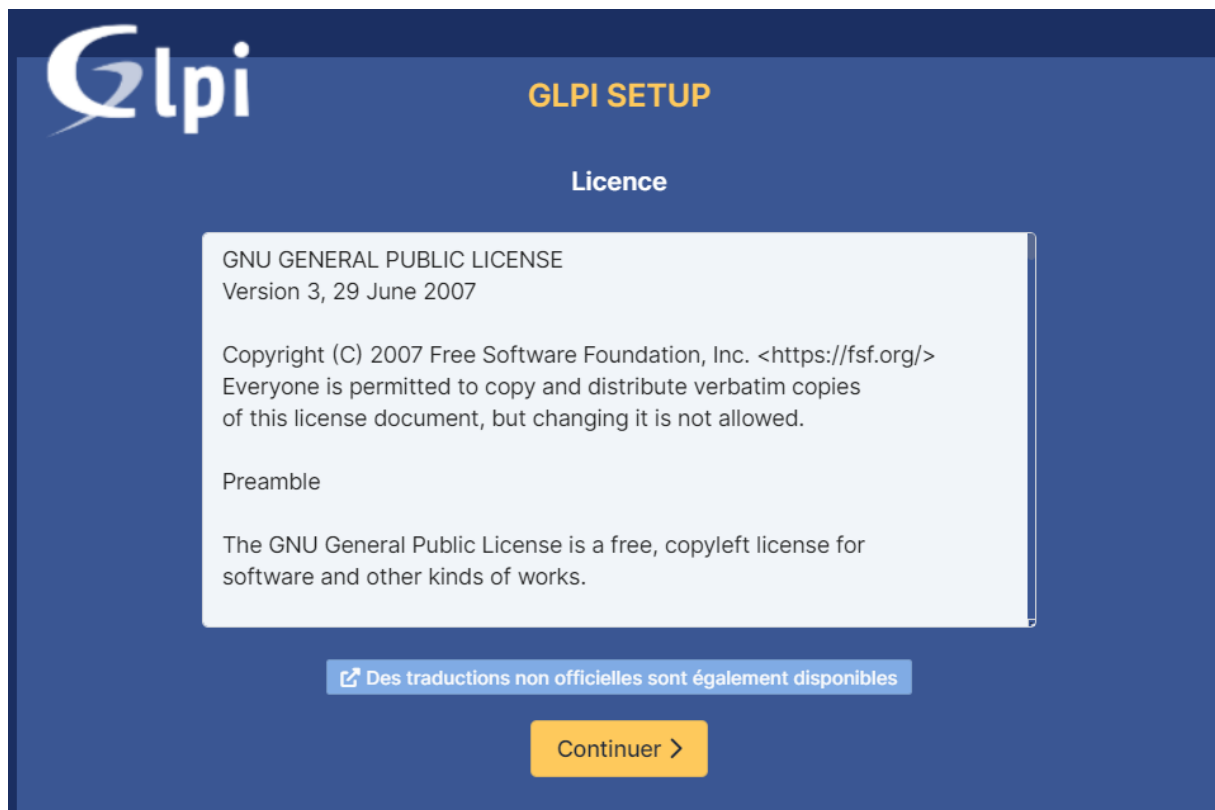 Glpi
GLPI SETUP
Licence
GNU GENERAL PUBLIC LICENSE
Version 3, 29 June 2007
Copyright (C) 2007 Free Software Foundation, Inc. <https://fsf.org/>
Everyone is permitted to copy and distribute verbatim copies
of this license document, but changing it is not allowed.
Preamble
The GNU General Public License is a free, copyleft license for
software and other kinds of works.
Des traductions non officielles sont également disponibles
Continuer >